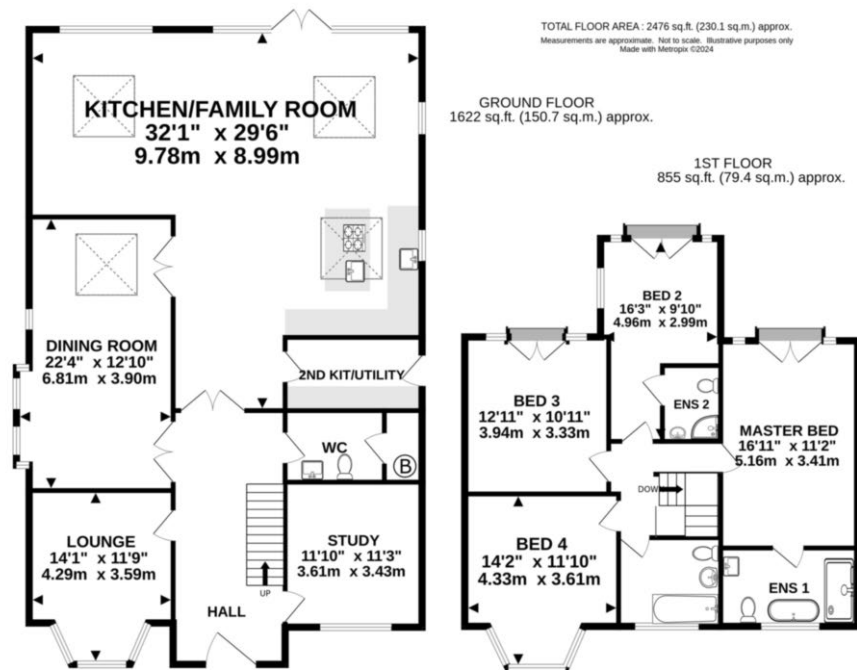 TOTAL FLOOR AREA : 2476 sq.ft. (230.1 sq.m.) approx.
Measurements are approximate. Not to scale. Illustrative purposes only
Made with Metropix ©2024
GROUND FLOOR
1622 sq.ft. (150.7 sq.m.) approx.
1ST FLOOR
855 sq.ft. (79.4 sq.m.) approx.
KITCHEN/FAMILY ROOM
32'1" x 29'6"
9.78m x 8.99m
DINING ROOM
22'4" x 12'10"
6.81m x 3.90m
2ND KIT/UTILITY
WC
B
LOUNGE
14'1" x 11'9"
4.29m x 3.59m
STUDY
11'10" x 11'3"
3.61m x 3.43m
UP
HALL
BED 2
16'3" x 9'10"
4.96m x 2.99m
BED 3
12'11" x 10'11"
3.94m x 3.33m
ENS 2
MASTER BED
16'11" x 11'2"
5.16m x 3.41m
DOWN
BED 4
14'2" x 11'10"
4.33m x 3.61m
ENS 1